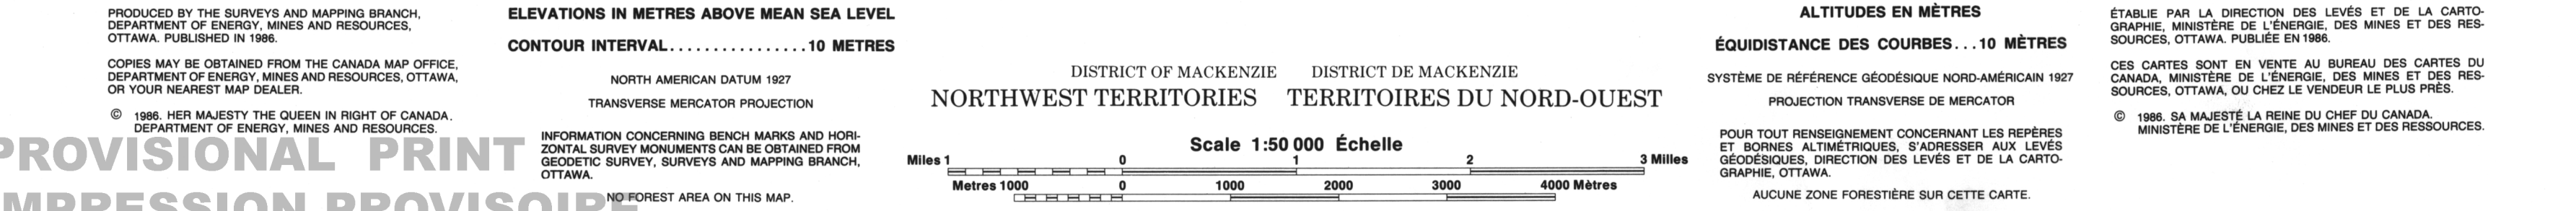 PRODUCED BY THE SURVEYS AND MAPPING BRANCH,
DEPARTMENT OF ENERGY, MINES AND RESOURCES,
OTTAWA. PUBLISHED IN 1986.
COPIES MAY BE OBTAINED FROM THE CANADA MAP OFFICE,
DEPARTMENT OF ENERGY, MINES AND RESOURCES, OTTAWA,
OR YOUR NEAREST MAP DEALER.
© 1986. HER MAJESTY THE QUEEN IN RIGHT OF CANADA.
DEPARTMENT OF ENERGY, MINES AND RESOURCES.
PROVISIONAL PRINT
IMPRESSION PROVISOIRE
ELEVATIONS IN METRES ABOVE MEAN SEA LEVEL
CONTOUR INTERVAL................10 METRES
NORTH AMERICAN DATUM 1927
TRANSVERSE MERCATOR PROJECTION
INFORMATION CONCERNING BENCH MARKS AND HORI-
ZONTAL SURVEY MONUMENTS CAN BE OBTAINED FROM
GEODETIC SURVEY, SURVEYS AND MAPPING BRANCH,
OTTAWA.
NO FOREST AREA ON THIS MAP.
DISTRICT OF MACKENZIE DISTRICT DE MACKENZIE
NORTHWEST TERRITORIES TERRITOIRES DU NORD-OUEST
Scale 1:50 000 Échelle
Miles 1 0 1 2 3 Milles
Metres 1000 0 1000 2000 3000 4000 Mètres
ALTITUDES EN MÈTRES
ÉQUIDISTANCE DES COURBES...10 MÈTRES
SYSTÈME DE RÉFÉRENCE GÉODÉSIQUE NORD-AMÉRICAIN 1927
PROJECTION TRANSVERSE DE MERCATOR
POUR TOUT RENSEIGNEMENT CONCERNANT LES REPÈRES
ET BORNES ALTIMÉTRIQUES, S'ADRESSER AUX LEVÉS
GÉODÉSIQUES, DIRECTION DES LEVÉS ET DE LA CARTO-
GRAPHIE, OTTAWA.
AUCUNE ZONE FORESTIÈRE SUR CETTE CARTE.
ÉTABLIE PAR LA DIRECTION DES LEVÉS ET DE LA CARTO-
GRAPHIE, MINISTÈRE DE L'ÉNERGIE, DES MINES ET DES RES-
SOURCES, OTTAWA. PUBLIÉE EN 1986.
CES CARTES SONT EN VENTE AU BUREAU DES CARTES DU
CANADA, MINISTÈRE DE L'ÉNERGIE, DES MINES ET DES RES-
SOURCES, OTTAWA, OU CHEZ LE VENDEUR LE PLUS PRÈS.
© 1986. SA MAJESTÉ LA REINE DU CHEF DU CANADA.
MINISTÈRE DE L'ÉNERGIE, DES MINES ET DES RESSOURCES.